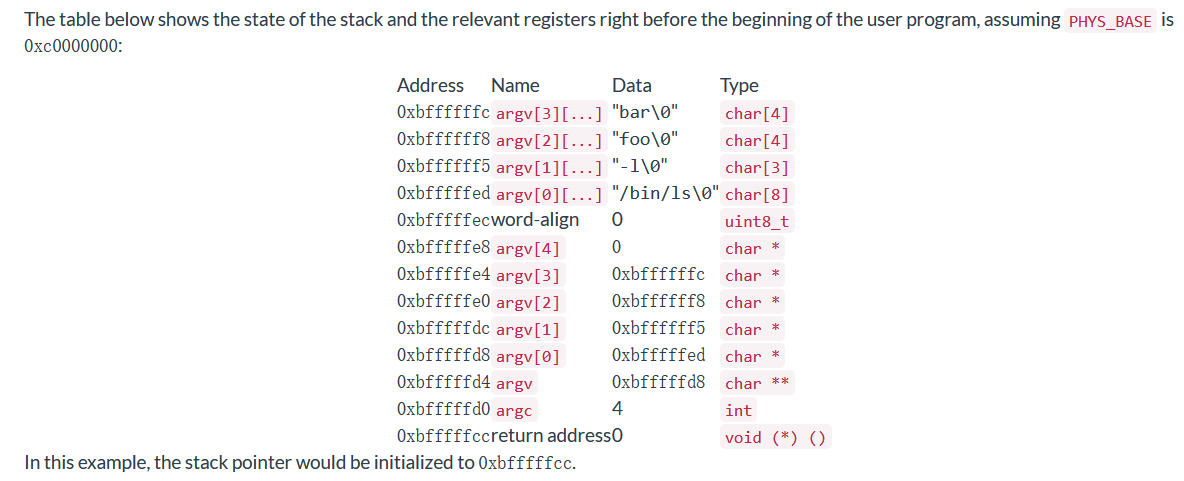 The table below shows the state of the stack and the relevant registers right before the beginning of the user program, assuming PHYS_BASE is
0xc0000000:
Address Name Data Type
0xbffffffc argv[3][...] "bar\0" char[4]
0xbffffff8 argv[2][...] "foo\0" char[4]
0xbffffff5 argv[1][...] "-l\0" char[3]
0xbfffffed argv[0][...] "/bin/ls\0" char[8]
0xbfffffec word-align 0 uint8_t
0xbfffffe8 argv[4] 0 char *
0xbfffffe4 argv[3] 0xbffffffc char *
0xbfffffe0 argv[2] 0xbffffff8 char *
0xbfffffdc argv[1] 0xbffffff5 char *
0xbfffffd8 argv[0] 0xbfffffed char *
0xbfffffd4 argv 0xbfffffd8 char **
0xbfffffd0 argc 4 int
0xbfffffcc return address 0 void (*) ()
In this example, the stack pointer would be initialized to 0xbfffffcc.